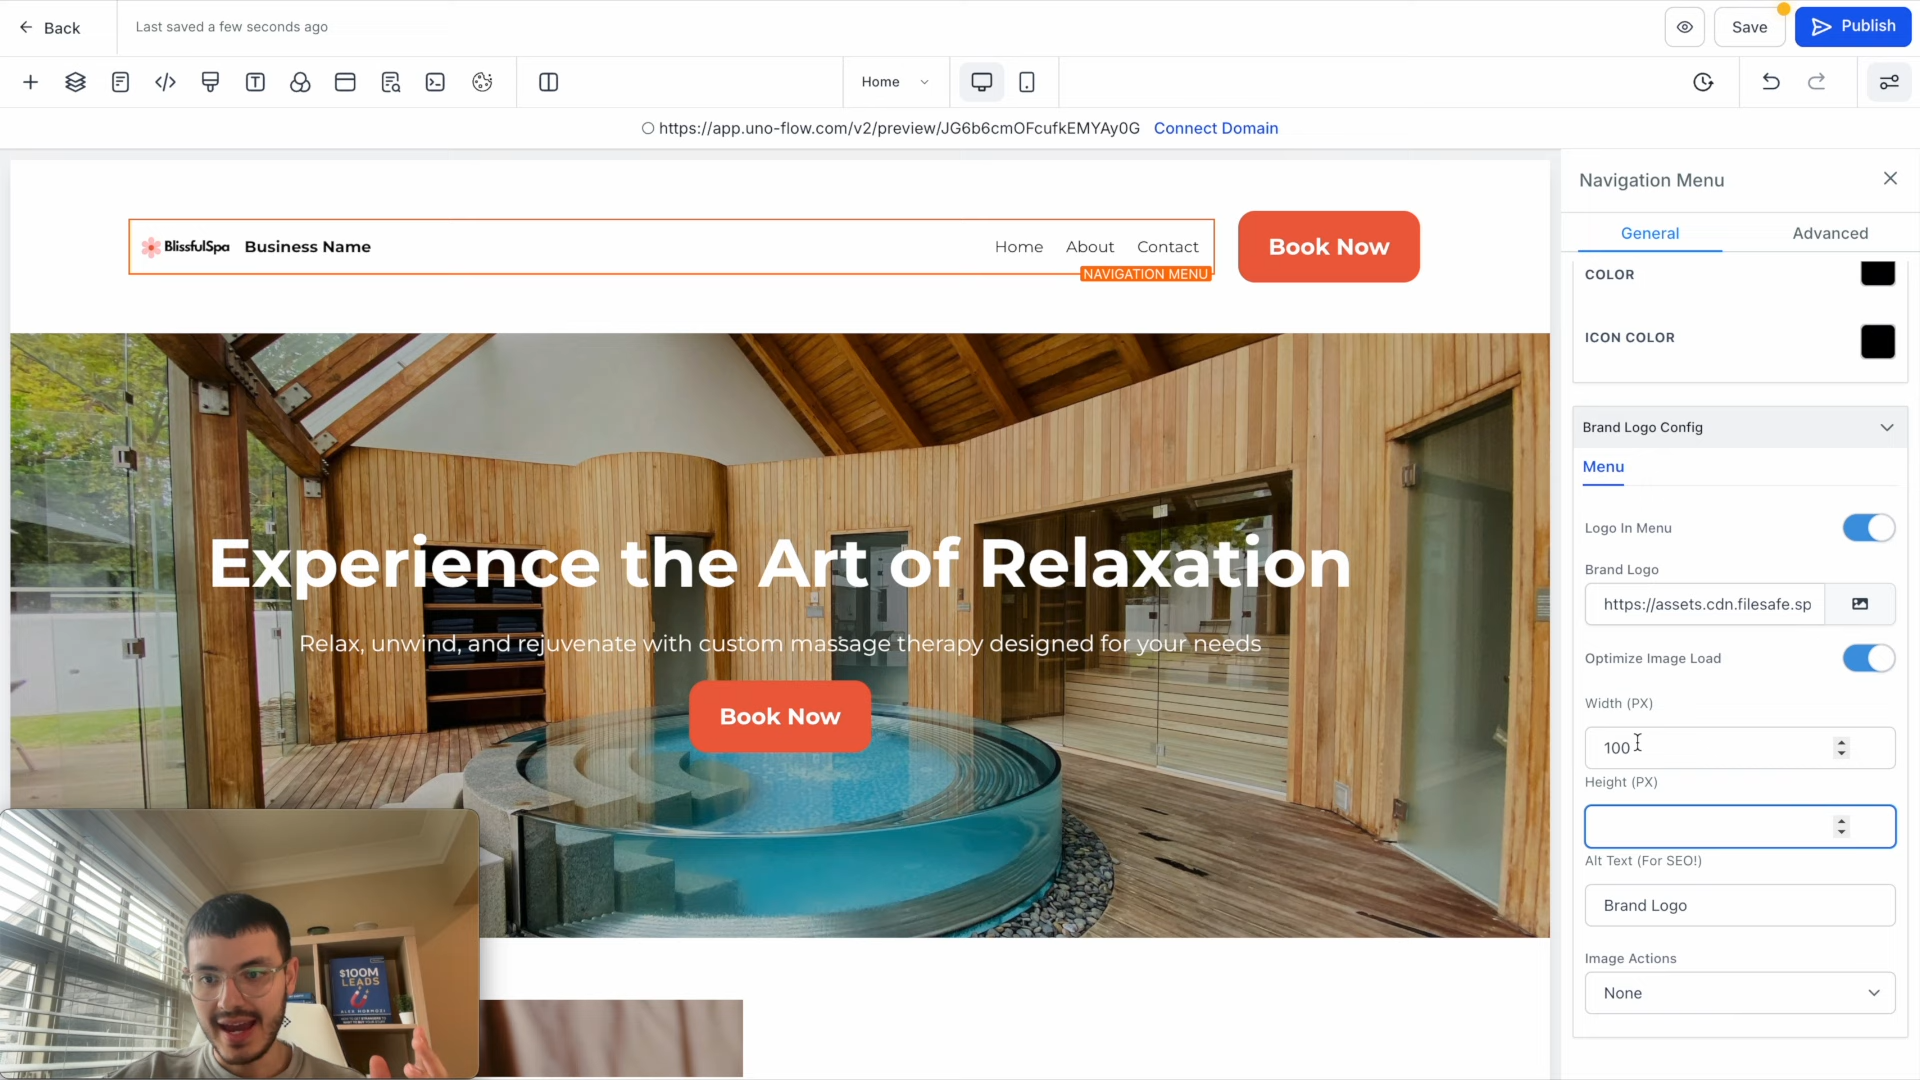 Back
Last saved a few seconds ago
Save
Publish
Home
https://app.uno-flow.com/v2/preview/JG6b6cmOFcufkEMYAy0G Connect Domain
Navigation Menu
General
Advanced
BlissfulSpa
Business Name
Home
About
Contact
NAVIGATION MENU
Book Now
COLOR
ICON COLOR
Brand Logo Config
Menu
Logo In Menu
Brand Logo
https://assets.cdn.filesafe.sp
Optimize Image Load
Width (PX)
100
Height (PX)
Alt Text (For SEO!)
Brand Logo
Image Actions
None
Experience the Art of Relaxation
Relax, unwind, and rejuvenate with custom massage therapy designed for your needs
Book Now
$100M
LEADS
ALEX HORMOZI